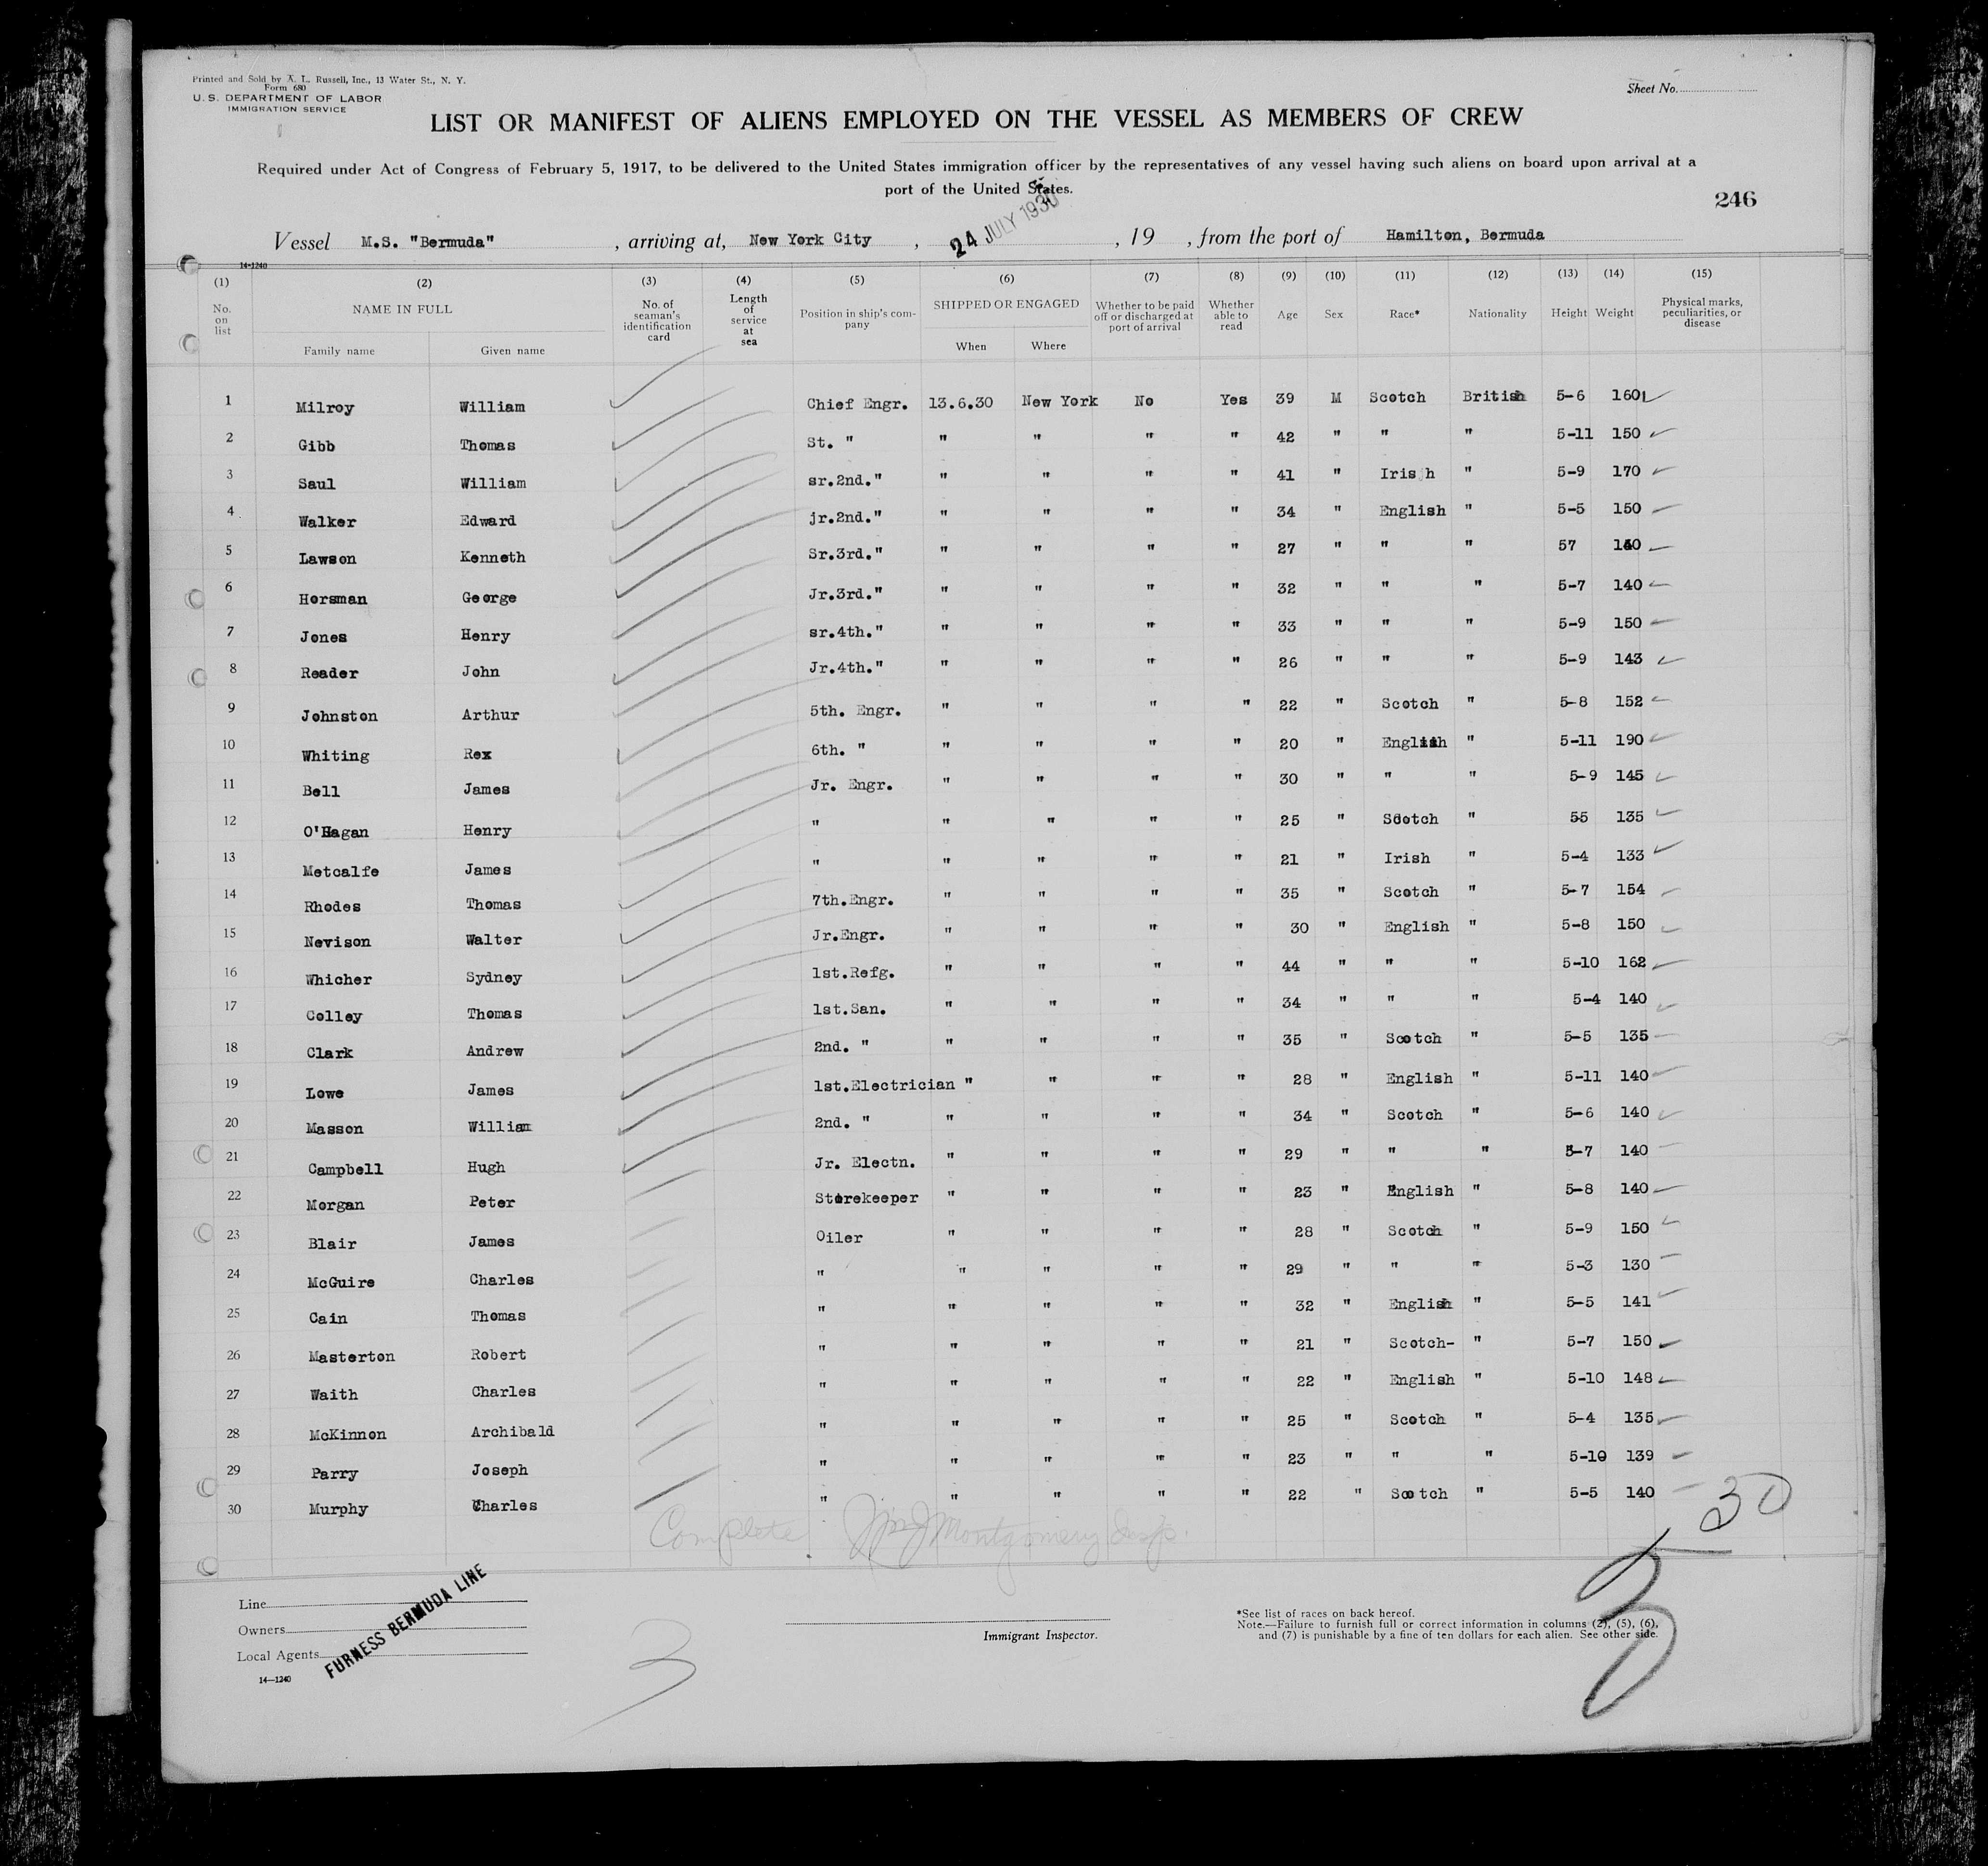 Printed and Sold by A. L. Russell, Inc., 13 Water St., N. Y.
Form 680
U. S. DEPARTMENT OF LABOR
IMMIGRATION SERVICE
Sheet No.
LIST OR MANIFEST OF ALIENS EMPLOYED ON THE VESSEL AS MEMBERS OF CREW
Required under Act of Congress of February 5, 1917, to be delivered to the United States immigration officer by the representatives of any vessel having such aliens on board upon arrival at a
port of the United States.
246
Vessel M.S. "Bermuda" , arriving at, New York City , 24 JULY 1930 , 19 , from the port of Hamilton, Bermuda
14-1240
(1) (2) (3) (4) (5) (6) (7) (8) (9) (10) (11) (12) (13) (14) (15)
No. on list NAME IN FULL Family name Given name No. of seaman's identification card Length of service at sea Position in ship's company SHIPPED OR ENGAGED When Where Whether to be paid off or discharged at port of arrival Whether able to read Age Sex Race* Nationality Height Weight Physical marks, peculiarities, or disease
1 Milroy William Chief Engr. 13.6.30 New York No Yes 39 M Scotch British 5-6 160
2 Gibb Thomas St. " " " " " 42 " " " 5-11 150
3 Saul William sr.2nd." " " " " 41 " Irish " 5-9 170
4 Walker Edward jr.2nd." " " " " 34 " English " 5-5 150
5 Lawson Kenneth Sr.3rd." " " " " 27 " " " 57
6 Horsman George Jr.3rd." " " " " 32 " " " 5-7 140
7 Jones Henry sr.4th." " " " " 33 " " " 5-9 150
8 Reader John Jr.4th." " " " " 26 " " " 5-9 143
9 Johnston Arthur 5th. Engr. " " " " 22 " Scotch " 5-8 152
10 Whiting Rex 6th. " " " " " 20 " English " 5-11 190
11 Bell James Jr. Engr. " " " " 30 " " " 5-9 145
12 O'Hagan Henry " " " " " 25 " Scotch " 55 135
13 Metcalfe James " " " " " 21 " Irish " 5-4 133
14 Rhodes Thomas 7th.Engr. " " " " 35 " Scotch " 5-7 154
15 Nevison Walter Jr.Engr. " " " " 30 " English " 5-8 150
16 Whicher Sydney 1st.Refg. " " " " 44 " " " 5-10 162
17 Colley Thomas 1st.San. " " " " 34 " " " 5-4 140
18 Clark Andrew 2nd. " " " " " 35 " Scotch " 5-5 135
19 Lowe James 1st.Electrician " " " " 28 " English " 5-11 140
20 Masson William 2nd. " " " " " 34 " Scotch " 5-6 140
21 Campbell Hugh Jr. Electn. " " " " 29 " " " 5-7 140
22 Morgan Peter Storekeeper " " " " 23 " English " 5-8 140
23 Blair James Oiler " " " " 28 " Scotch " 5-9 150
24 McGuire Charles " " " " " 29 " " " 5-3 130
25 Cain Thomas " " " " " 32 " English " 5-5 141
26 Masterton Robert " " " " " 21 " Scotch- " 5-7 150
27 Waith Charles " " " " " 22 " English " 5-10 148
28 McKinnon Archibald " " " " " 25 " Scotch " 5-4 135
29 Parry Joseph " " " " " 23 " " " 5-10 139
30 Murphy Charles " " " " " 22 " Scotch " 5-5 140
30
Complete. Montgomery Insp.
Line
Owners
Local Agents
FURNESS BERMUDA LINE
14—1240
3
Immigrant Inspector.
*See list of races on back hereof.
Note.—Failure to furnish full or correct information in columns (2), (5), (6),
and (7) is punishable by a fine of ten dollars for each alien. See other side.